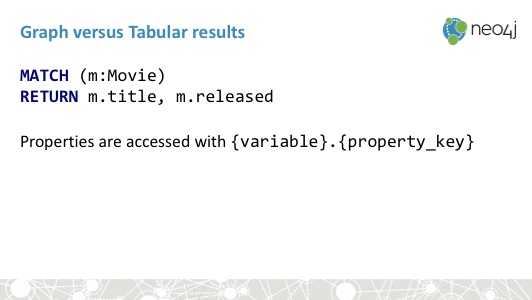 Graph versus Tabular results
neo4j
MATCH (m:Movie)
RETURN m.title, m.released
Properties are accessed with {variable}.{property_key}